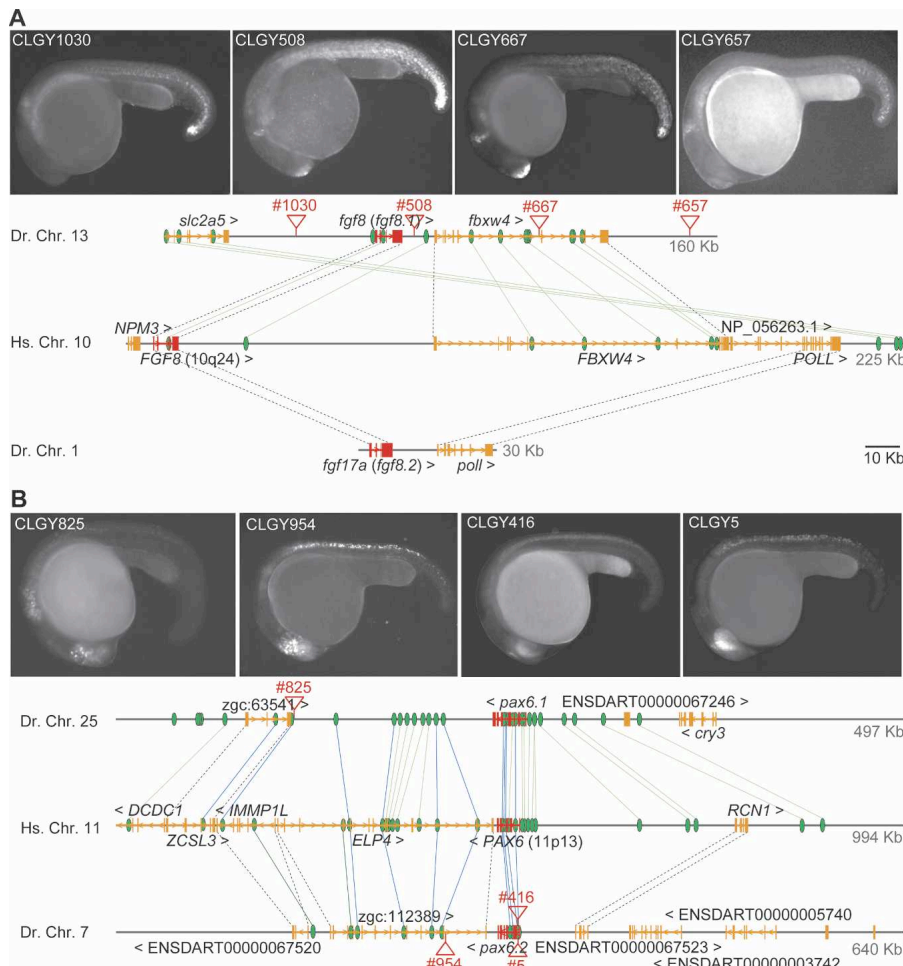 A
CLGY1030 CLGY508 CLGY667 CLGY657
#1030 #508 #667 #657
slc2a5 > fgf8 (fgf8.1) > fbxw4 >
Dr. Chr. 13 160 Kb
NPM3 > NP_056263.1 >
Hs. Chr. 10
FGF8 (10q24) > FBXW4 > POLL > 225 Kb
Dr. Chr. 1 30 Kb
fgf17a (fgf8.2) > poll > 10 Kb
B
CLGY825 CLGY954 CLGY416 CLGY5
#825
zgc:63541 > < pax6.1 ENSDART00000067246 >
Dr. Chr. 25
< cry3 497 Kb
< DCDC1 < IMMP1L RCN1 >
Hs. Chr. 11
ZCSL3 > ELP4 > < PAX6 (11p13) 994 Kb
#416
zgc:112389 > < ENSDART00000005740
Dr. Chr. 7
< ENSDART00000067520 < pax6.2 ENSDART00000067523 > 640 Kb
#954 #5 < ENSDART00000003742